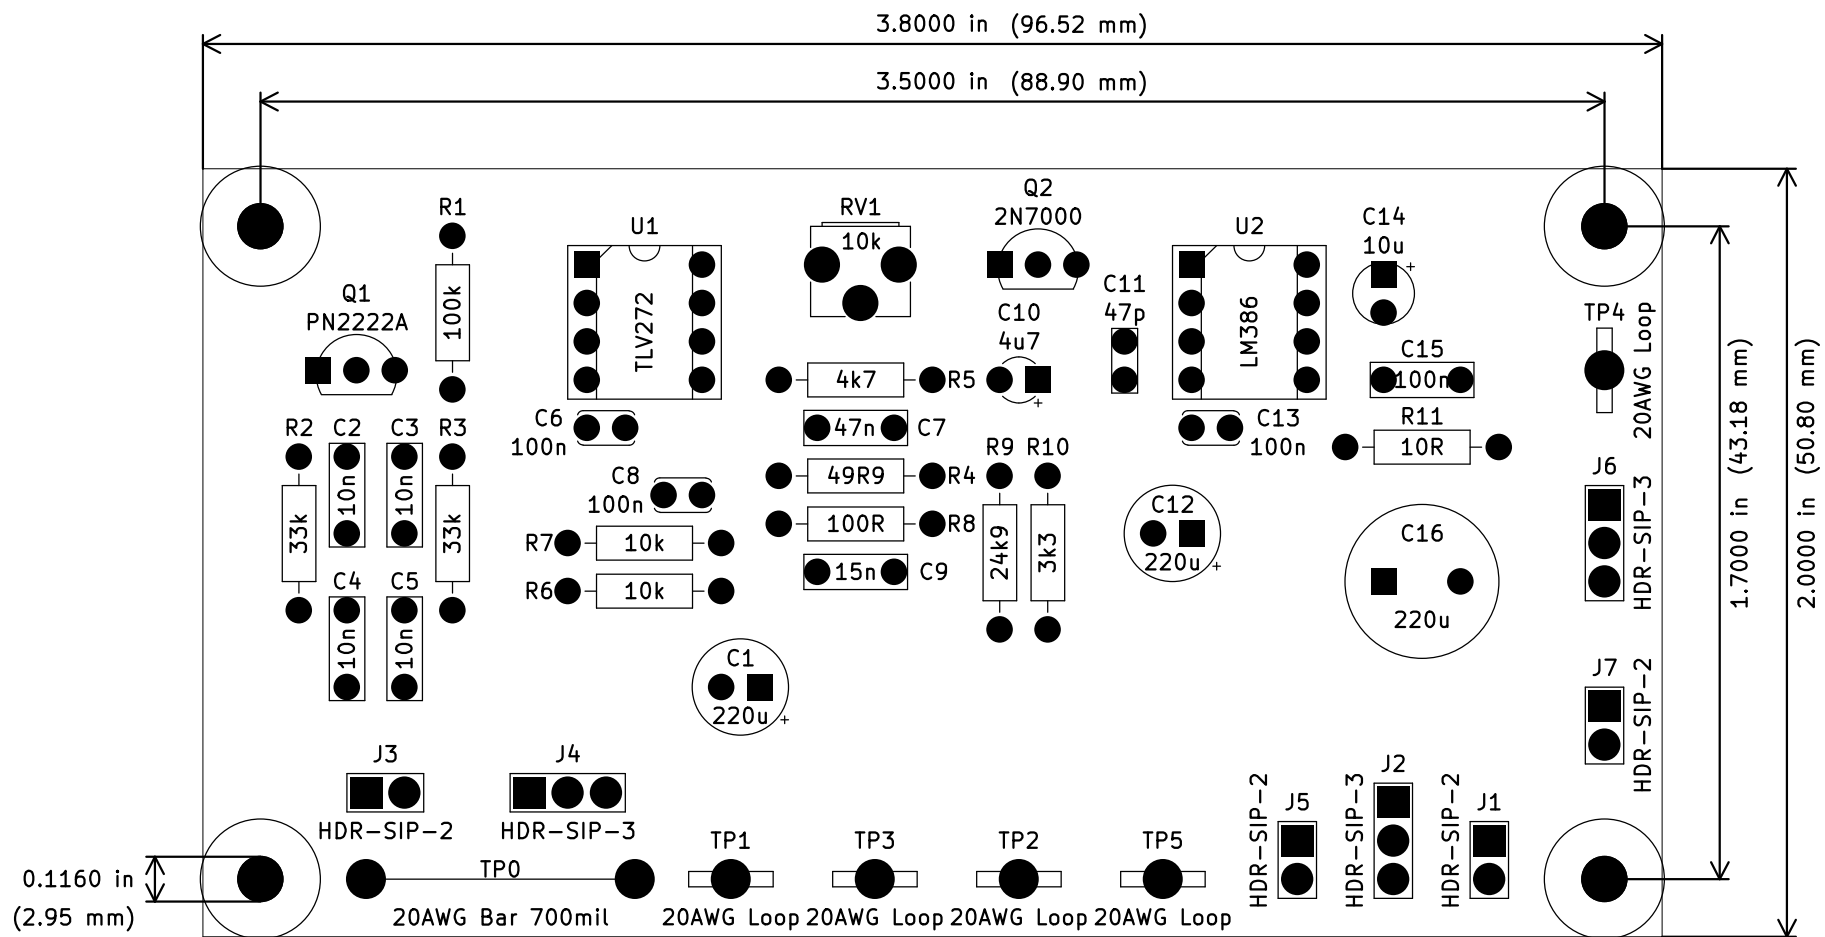 3.8000 in (96.52 mm)
3.5000 in (88.90 mm)
R1
100k
Q1
PN2222A
U1
TLV272
RV1
10k
Q2
2N7000
C11
47p
C10
4u7
U2
LM386
C14
10u
+
TP4
20AWG Loop
C15
100n
R11
10R
4k7
R5
+
C6
100n
47n
C7
C13
100n
R2
33k
C2
10n
C3
10n
R3
33k
C8
100n
49R9
R4
100R
R8
R9
24k9
R10
3k3
C12
220u
+
C16
220u
J6
HDR-SIP-3
R7
10k
R6
10k
15n
C9
C4
10n
C5
10n
C1
220u
+
J7
HDR-SIP-2
1.7000 in (43.18 mm)
2.0000 in (50.80 mm)
J3
HDR-SIP-2
J4
HDR-SIP-3
J5
HDR-SIP-2
J2
HDR-SIP-3
J1
HDR-SIP-2
TP0
20AWG Bar 700mil
TP1
20AWG Loop
TP3
20AWG Loop
TP2
20AWG Loop
TP5
20AWG Loop
0.1160 in
(2.95 mm)